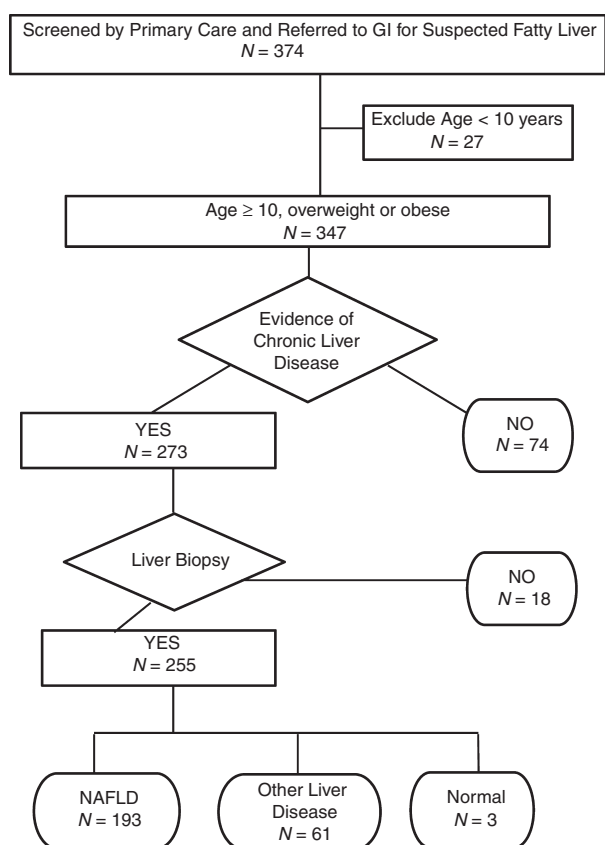 Screened by Primary Care and Referred to GI for Suspected Fatty Liver
N = 374
Exclude Age < 10 years
N = 27
Age ≥ 10, overweight or obese
N = 347
Evidence of
Chronic Liver
Disease
YES
N = 273
NO
N = 74
Liver Biopsy
NO
N = 18
YES
N = 255
NAFLD
N = 193
Other Liver
Disease
N = 61
Normal
N = 3